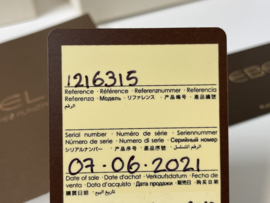 EBEL
1216315
Reference · Référence · Referenznummer · Referencia
Referenza · Модель · リファレンス · 产品编号 · 產品編號
الرقم
Serial number · Numéro de série · Seriennummer
Numero de serie · Numero di serie · Серийный номер
シリアルナンバー · 产品序号 · 產品序號 · الرقم المتسلسل
07-06-2021
Date of sale · Date d'achat · Verkaufsdatum · Fecha de
venta · Data d'acquisto · Дата продажи · 販売日 · 购买日期
購買日期 · تاريخ البيع